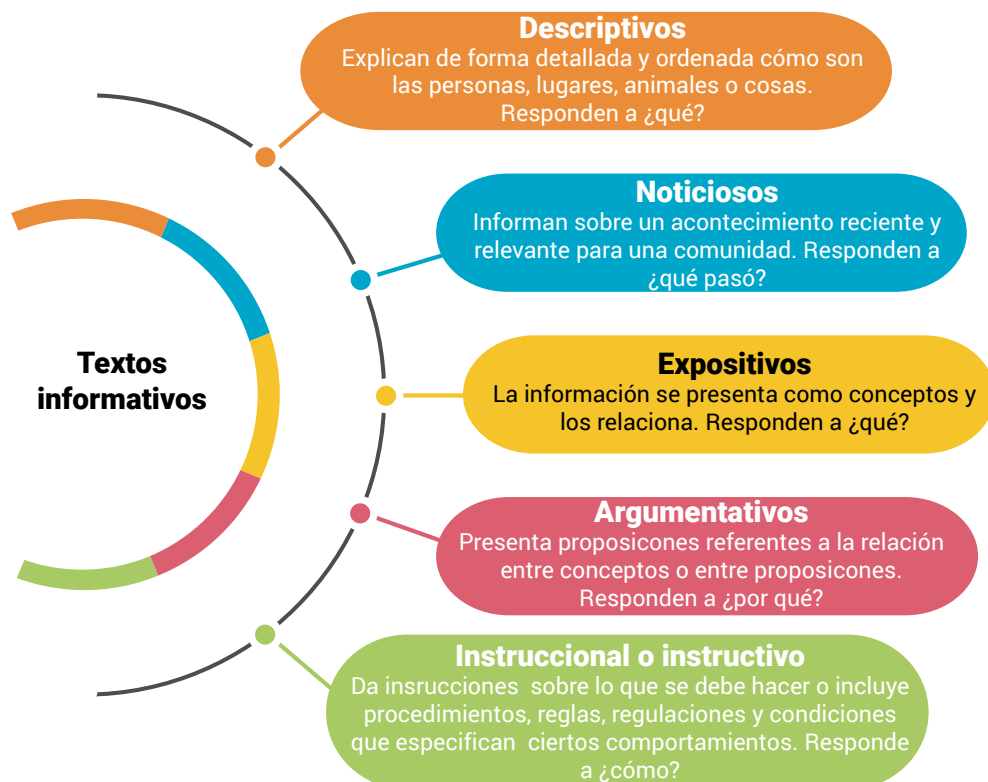 Descriptivos
Explican de forma detallada y ordenada cómo son
las personas, lugares, animales o cosas.
Responden a ¿qué?
Noticiosos
Informan sobre un acontecimiento reciente y
relevante para una comunidad. Responden a
¿qué pasó?
Textos
informativos
Expositivos
La información se presenta como conceptos y
los relaciona. Responden a ¿qué?
Argumentativos
Presenta proposicones referentes a la relación
entre conceptos o entre proposicones.
Responden a ¿por qué?
Instruccional o instructivo
Da insrucciones sobre lo que se debe hacer o incluye
procedimientos, reglas, regulaciones y condiciones
que especifican ciertos comportamientos. Responde
a ¿cómo?